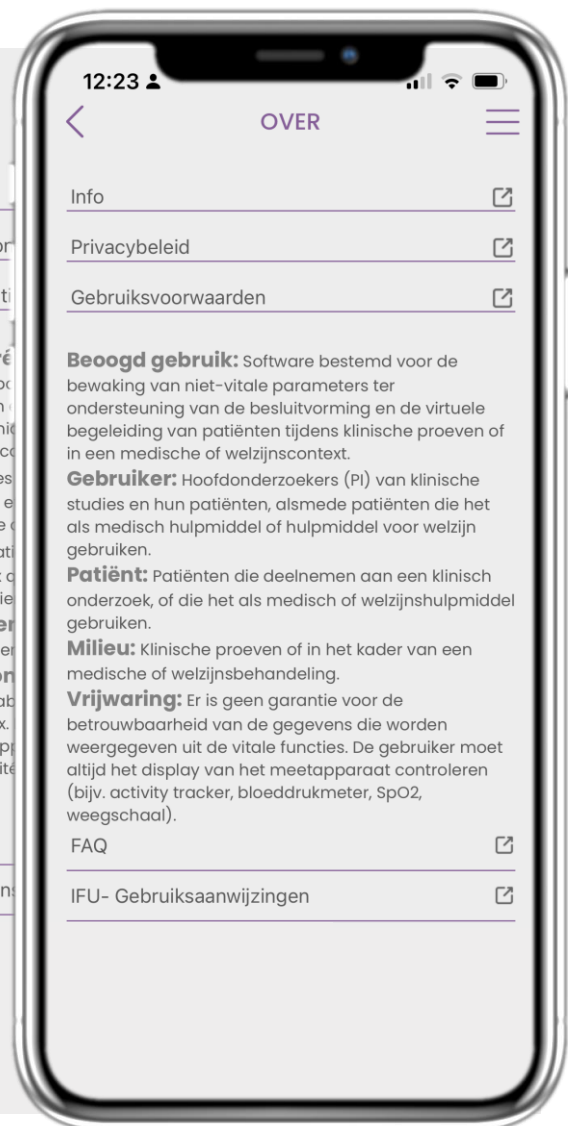 12:23
OVER
Info
Privacybeleid
Gebruiksvoorwaarden
Beoogd gebruik: Software bestemd voor de
bewaking van niet-vitale parameters ter
ondersteuning van de besluitvorming en de virtuele
begeleiding van patiënten tijdens klinische proeven of
in een medische of welzijnscontext.
Gebruiker: Hoofdonderzoekers (PI) van klinische
studies en hun patiënten, alsmede patiënten die het
als medisch hulpmiddel of hulpmiddel voor welzijn
gebruiken.
Patiënt: Patiënten die deelnemen aan een klinisch
onderzoek, of die het als medisch of welzijnshulpmiddel
gebruiken.
Milieu: Klinische proeven of in het kader van een
medische of welzijnsbehandeling.
Vrijwaring: Er is geen garantie voor de
betrouwbaarheid van de gegevens die worden
weergegeven uit de vitale functies. De gebruiker moet
altijd het display van het meetapparaat controleren
(bijv. activity tracker, bloeddrukmeter, SpO2,
weegschaal).
FAQ
IFU- Gebruiksaanwijzingen